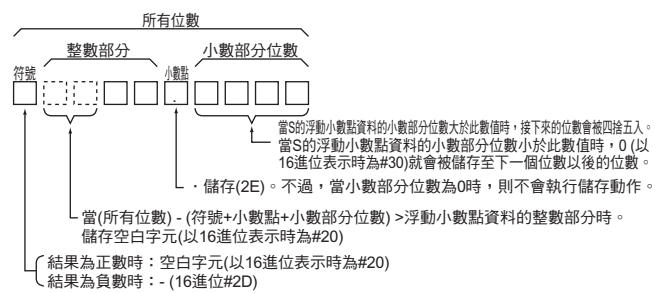 所有位數
整數部分
小數部分位數
符號
小數點
.
當S的浮動小數點資料的小數部分位數大於此數值時，接下來的位數會被四捨五入。
當S的浮動小數點資料的小數部分位數小於此數值時，0 (以
16進位表示時為#30)就會被儲存至下一個位數以後的位數。
・儲存(2E)。不過，當小數部分位數為0時，則不會執行儲存動作。
當(所有位數) - (符號+小數點+小數部分位數) >浮動小數點資料的整數部分時。
儲存空白字元(以16進位表示時為#20)
結果為正數時：空白字元(以16進位表示時為#20)
結果為負數時：- (16進位#2D)